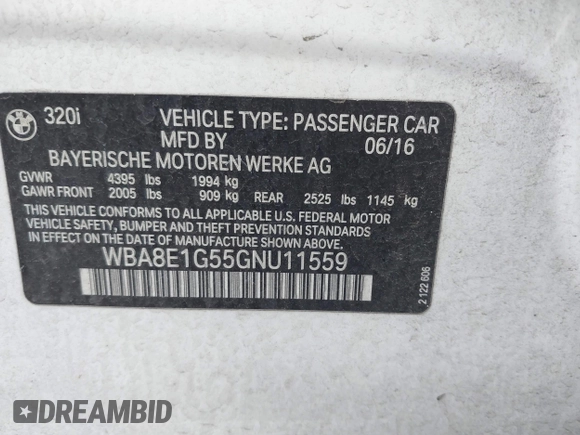 320i VEHICLE TYPE: PASSENGER CAR
MFD BY 06/16
BAYERISCHE MOTOREN WERKE AG
GVWR 4395 lbs 1994 kg
GAWR FRONT 2005 lbs 909 kg REAR 2525 lbs 1145 kg
THIS VEHICLE CONFORMS TO ALL APPLICABLE U.S. FEDERAL MOTOR
VEHICLE SAFETY, BUMPER AND THEFT PREVENTION STANDARDS
IN EFFECT ON THE DATE OF MANUFACTURE SHOWN ABOVE.
WBA8E1G55GNU11559
2 122 606
DREAMBID